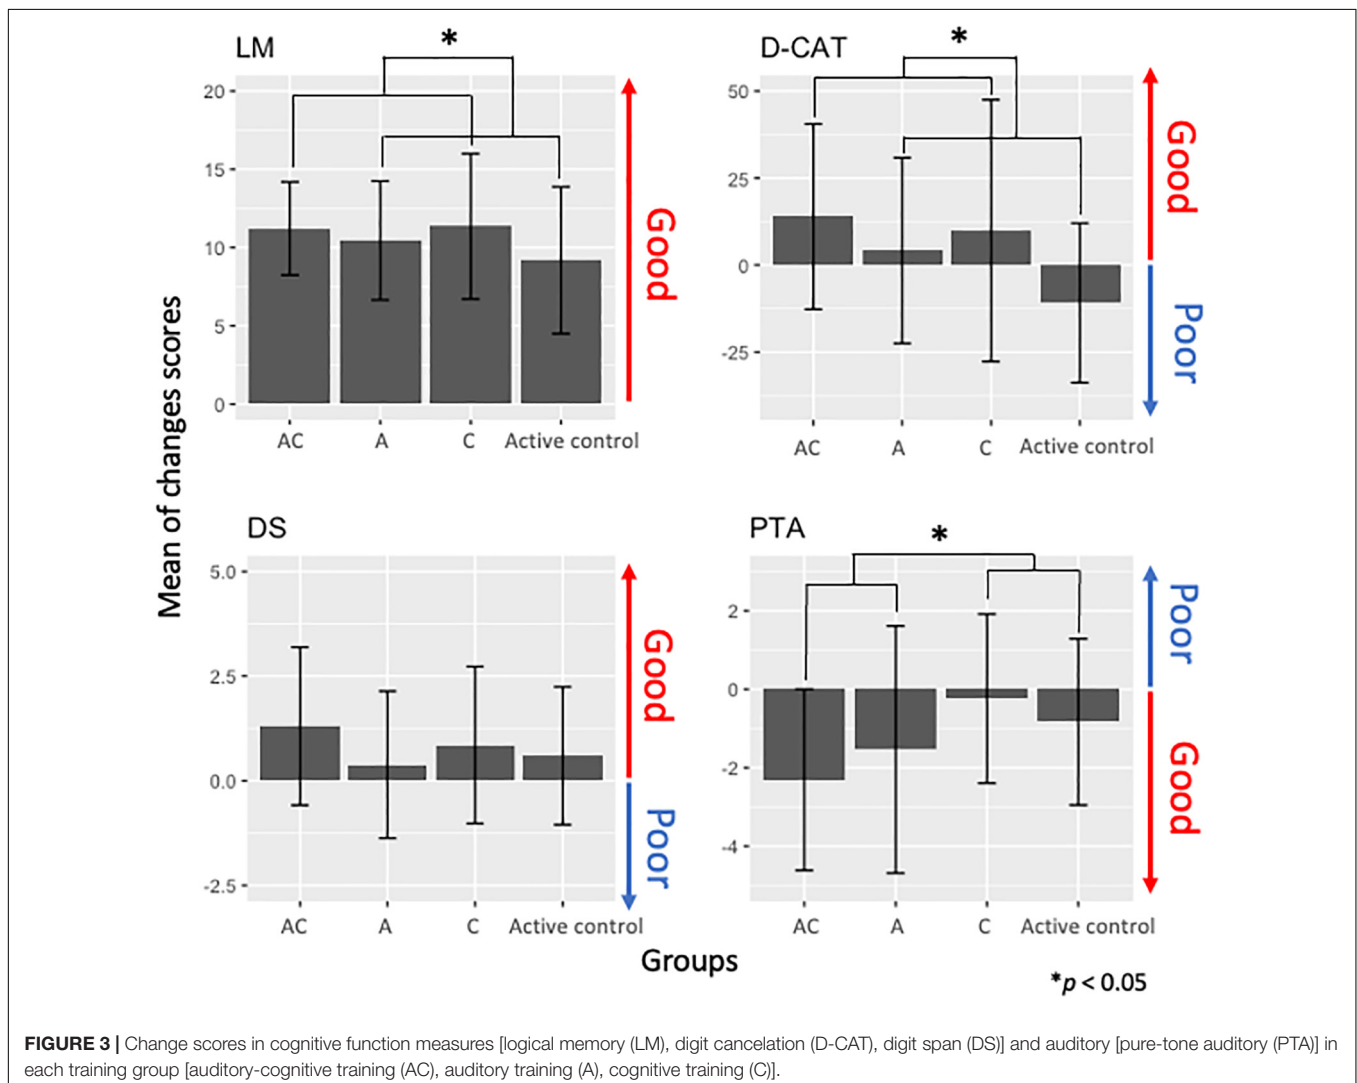 LM
*
20
15
10
5
0
AC A C Active control
Good
D-CAT
*
50
25
0
-25
AC A C Active control
Good
Poor
Mean of changes scores
DS
5.0
2.5
0.0
-2.5
AC A C Active control
Good
Poor
PTA
*
2
0
-2
-4
AC A C Active control
Poor
Good
Groups
*p < 0.05
FIGURE 3 | Change scores in cognitive function measures [logical memory (LM), digit cancelation (D-CAT), digit span (DS)] and auditory [pure-tone auditory (PTA)] in
each training group [auditory-cognitive training (AC), auditory training (A), cognitive training (C)].